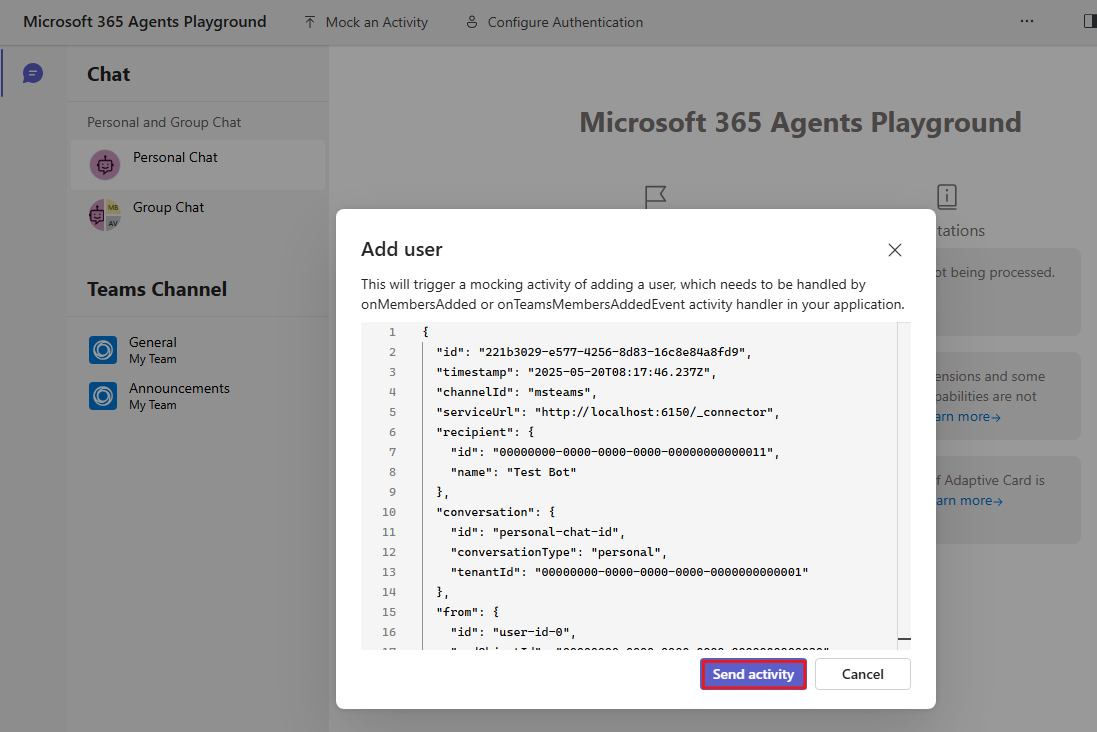 Microsoft 365 Agents Playground
Mock an Activity
Configure Authentication
Chat
Personal and Group Chat
Personal Chat
MB
AV
Group Chat
Teams Channel
General
My Team
Announcements
My Team
Microsoft 365 Agents Playground
tations
ot being processed.
ensions and some
pabilities are not
arn more→
f Adaptive Card is
arn more→
Add user
This will trigger a mocking activity of adding a user, which needs to be handled by
onMembersAdded or onTeamsMembersAddedEvent activity handler in your application.
1 {
2 "id": "221b3029-e577-4256-8d83-16c8e84a8fd9",
3 "timestamp": "2025-05-20T08:17:46.237Z",
4 "channelId": "msteams",
5 "serviceUrl": "http://localhost:6150/_connector",
6 "recipient": {
7 "id": "00000000-0000-0000-0000-00000000000011",
8 "name": "Test Bot"
9 },
10 "conversation": {
11 "id": "personal-chat-id",
12 "conversationType": "personal",
13 "tenantId": "00000000-0000-0000-0000-0000000000001"
14 },
15 "from": {
16 "id": "user-id-0",
Send activity
Cancel